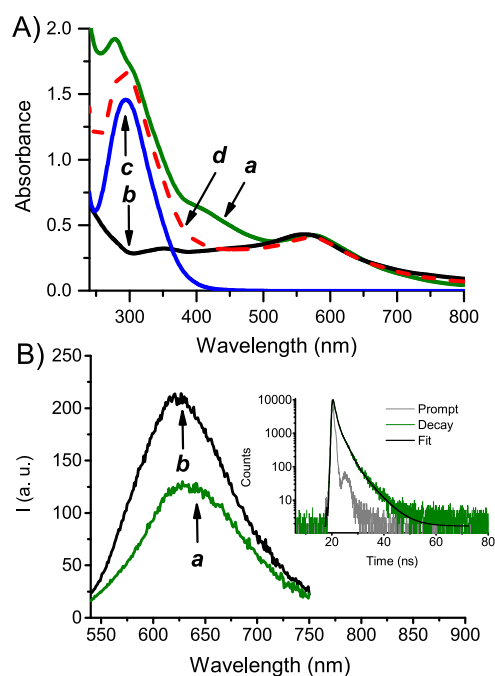 A)
2.0
1.5
1.0
0.5
0.0
Absorbance
c
b
d
a
300 400 500 600 700 800
Wavelength (nm)
B)
250
200
150
100
50
0
I (a. u.)
b
a
10000
1000
100
10
Counts
Prompt
Decay
Fit
20 40 60 80
Time (ns)
550 600 650 700 750 800 850 900
Wavelength (nm)